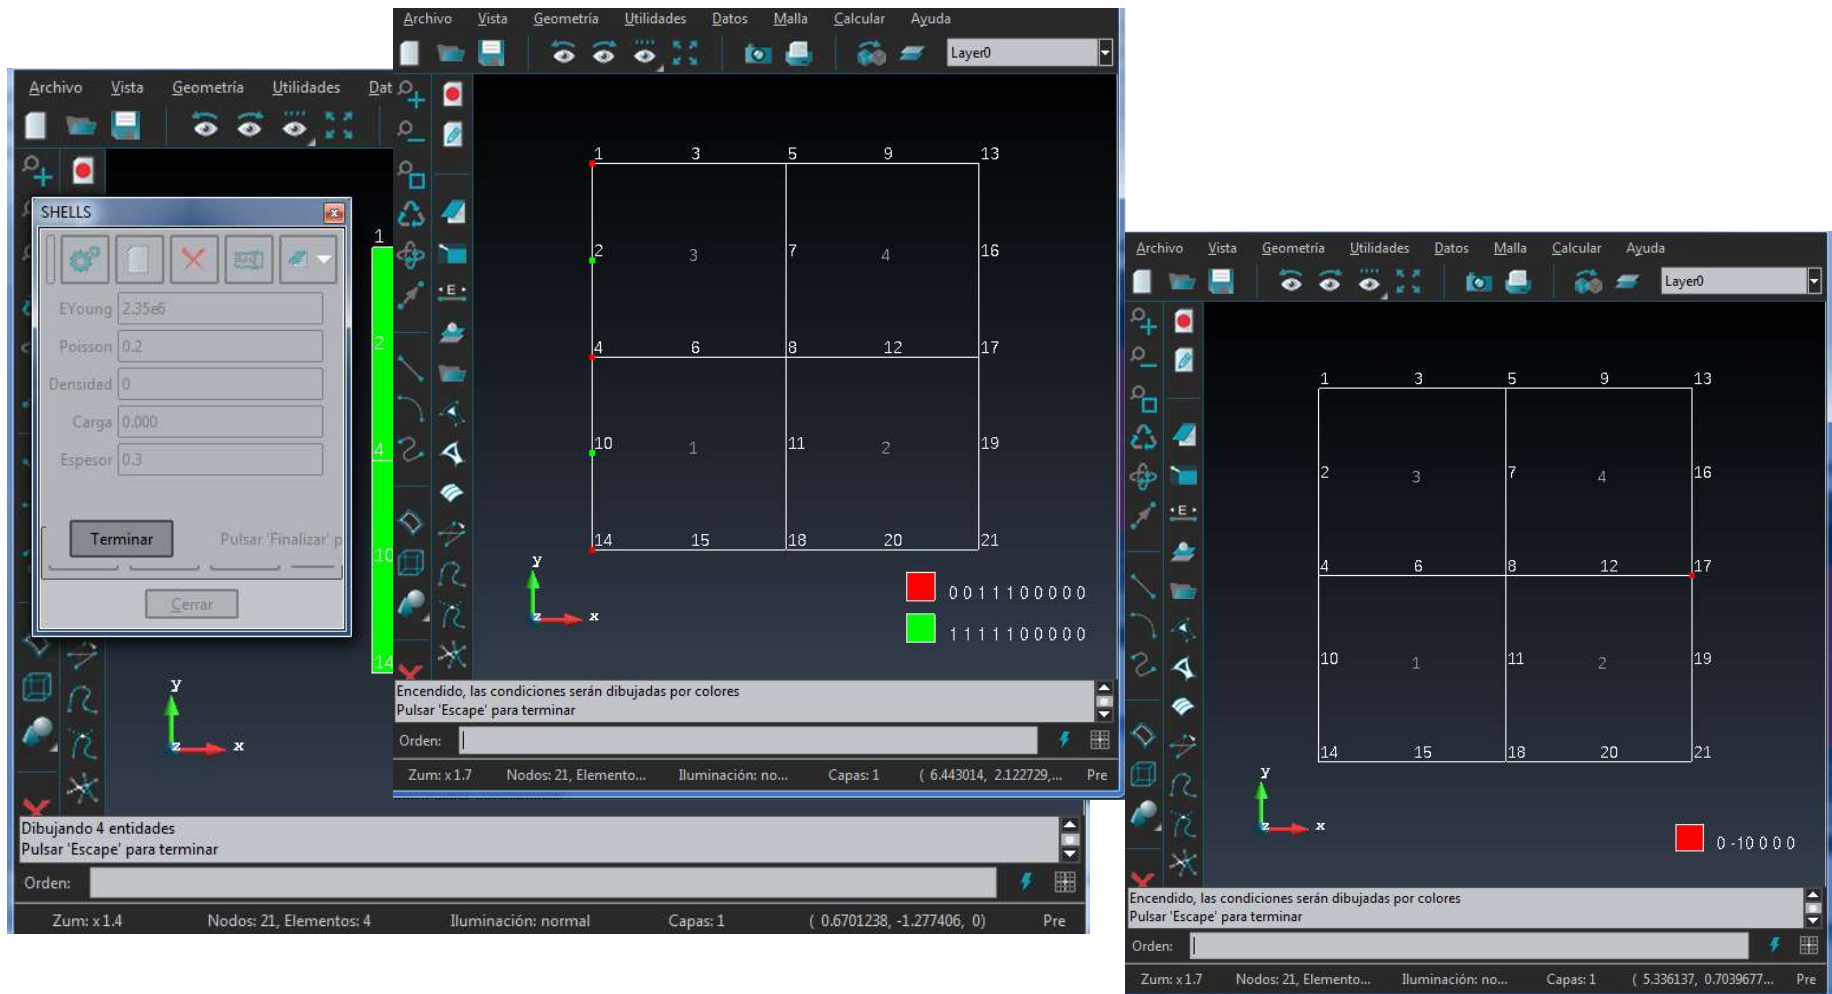 Archivo Vista Geometría Utilidades Dat
SHELLS
EYoung 2.35e6
Poisson 0.2
Densidad 0
Carga 0.000
Espesor 0.3
Terminar Pulsar 'Finalizar' p
Cerrar
1
2
4
10
14
y
z x
Dibujando 4 entidades
Pulsar 'Escape' para terminar
Orden:
Zum: x 1.4 Nodos: 21, Elementos: 4 Iluminación: normal Capas: 1 ( 0.6701238, -1.277406, 0) Pre
Archivo Vista Geometría Utilidades Datos Malla Calcular Ayuda
Layer0
E
1 3 5 9 13
2 3 7 4 16
4 6 8 12 17
10 1 11 2 19
14 15 18 20 21
y
z x
0 0 1 1 1 0 0 0 0 0
1 1 1 1 1 0 0 0 0 0
Encendido, las condiciones serán dibujadas por colores
Pulsar 'Escape' para terminar
Orden:
Zum: x 1.7 Nodos: 21, Elemento... Iluminación: no... Capas: 1 ( 6.443014, 2.122729,... Pre
Archivo Vista Geometría Utilidades Datos Malla Calcular Ayuda
Layer0
E
1 3 5 9 13
2 3 7 4 16
4 6 8 12 17
10 1 11 2 19
14 15 18 20 21
y
z x
0 -10 0 0 0
Encendido, las condiciones serán dibujadas por colores
Pulsar 'Escape' para terminar
Orden:
Zum: x 1.7 Nodos: 21, Elemento... Iluminación: no... Capas: 1 ( 5.336137, 0.7039677... Pre